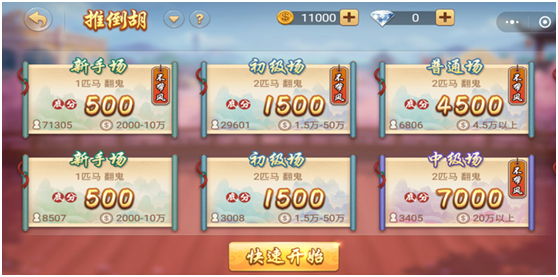 推倒胡 ? 11000 0
新手场
1匹马 翻鬼
不带风
底分 500
71305 2000-10万
初级场
2匹马 翻鬼
不带风
底分 1500
29601 1.5万-50万
普通场
2匹马 翻鬼
不带风
底分 4500
6806 4.5万以上
新手场
1匹马 翻鬼
底分 500
8507 2000-10万
初级场
2匹马 翻鬼
底分 1500
3008 1.5万-50万
中级场
2匹马 翻鬼
不带风
底分 7000
3405 20万以上
快速开始